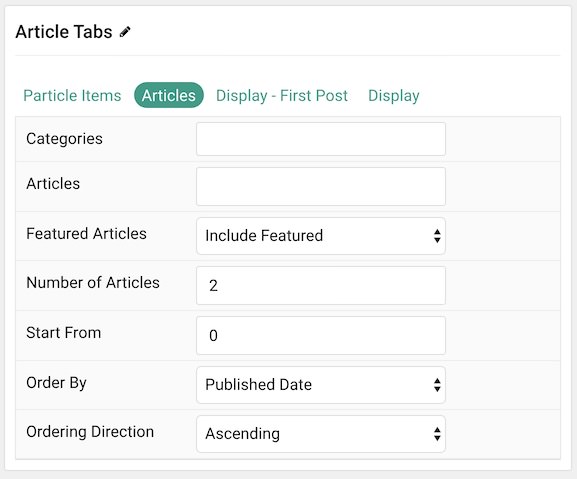 Article Tabs
Particle Items Articles Display - First Post Display
Categories
Articles
Featured Articles Include Featured
Number of Articles 2
Start From 0
Order By Published Date
Ordering Direction Ascending